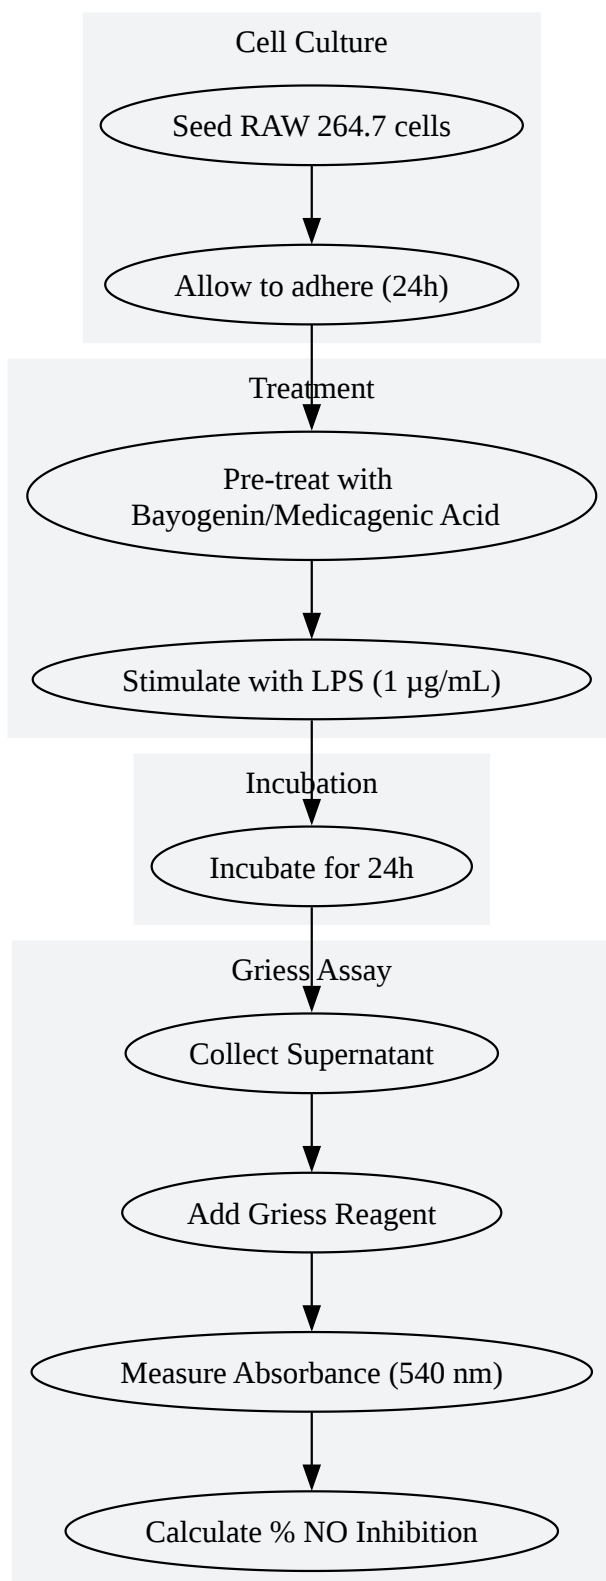 Cell Culture
Seed RAW 264.7 cells
Allow to adhere (24h)
Treatment
Pre-treat with
Bayogenin/Medicagenic Acid
Stimulate with LPS (1 µg/mL)
Incubation
Incubate for 24h
Griess Assay
Collect Supernatant
Add Griess Reagent
Measure Absorbance (540 nm)
Calculate % NO Inhibition